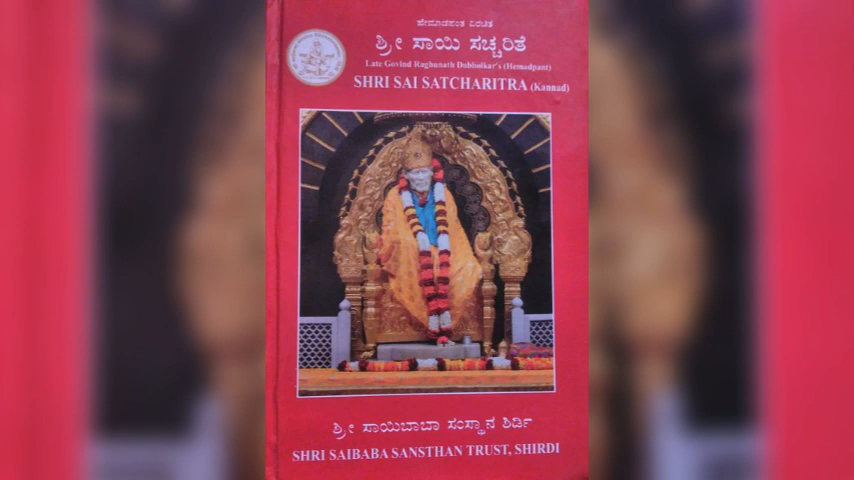 ಹೇಮಾಡಪಂತ ವಿರಚಿತ
ಶ್ರೀ ಸಾಯಿ ಸಚ್ಚರಿತೆ
Late Govind Raghunath Dabholkar's (Hemadpant)
SHRI SAI SATCHARITRA (Kannad)
ಶ್ರೀ ಸಾಯಿಬಾಬಾ ಸಂಸ್ಥಾನ ಶಿರ್ಡಿ
SHRI SAIBABA SANSTHAN TRUST, SHIRDI